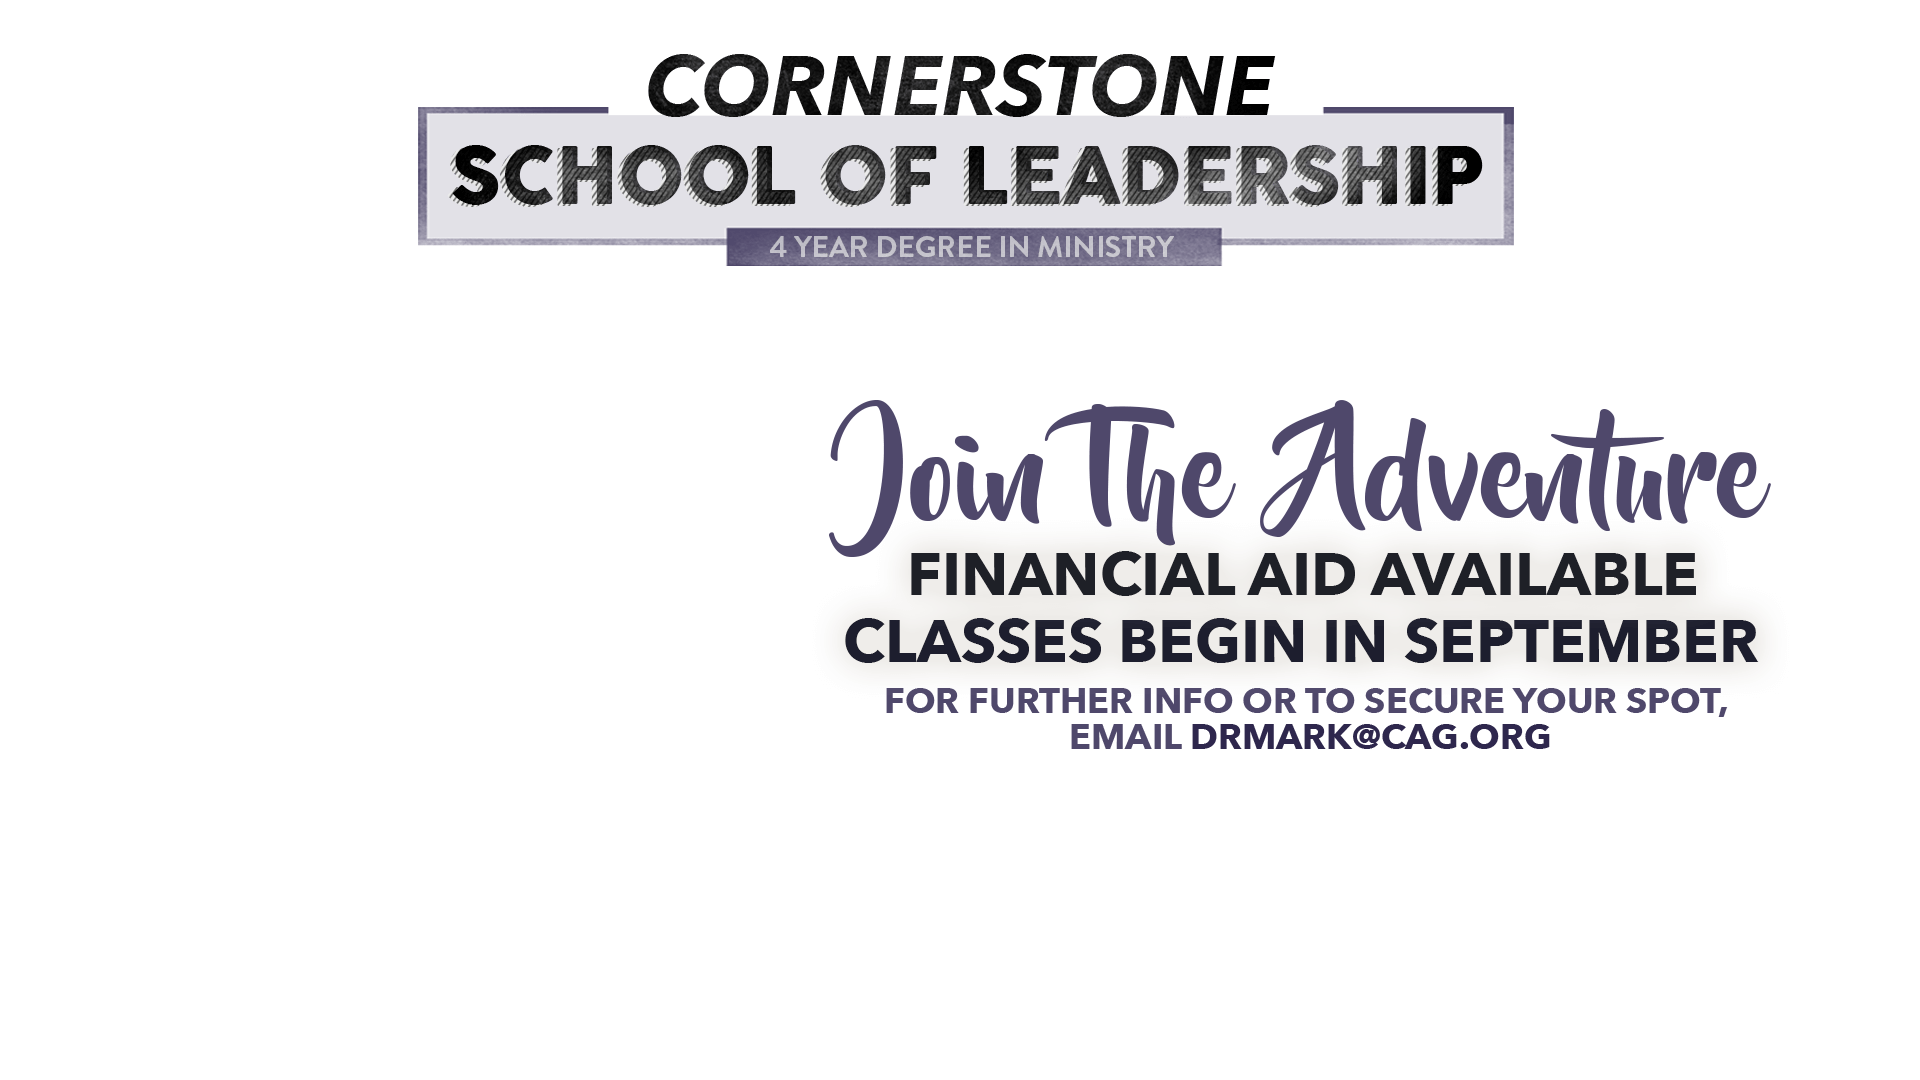 CORNERSTONE
SCHOOL OF LEADERSHIP
4 YEAR DEGREE IN MINISTRY
Join The Adventure
FINANCIAL AID AVAILABLE
CLASSES BEGIN IN SEPTEMBER
FOR FURTHER INFO OR TO SECURE YOUR SPOT,
EMAIL DRMARK@CAG.ORG